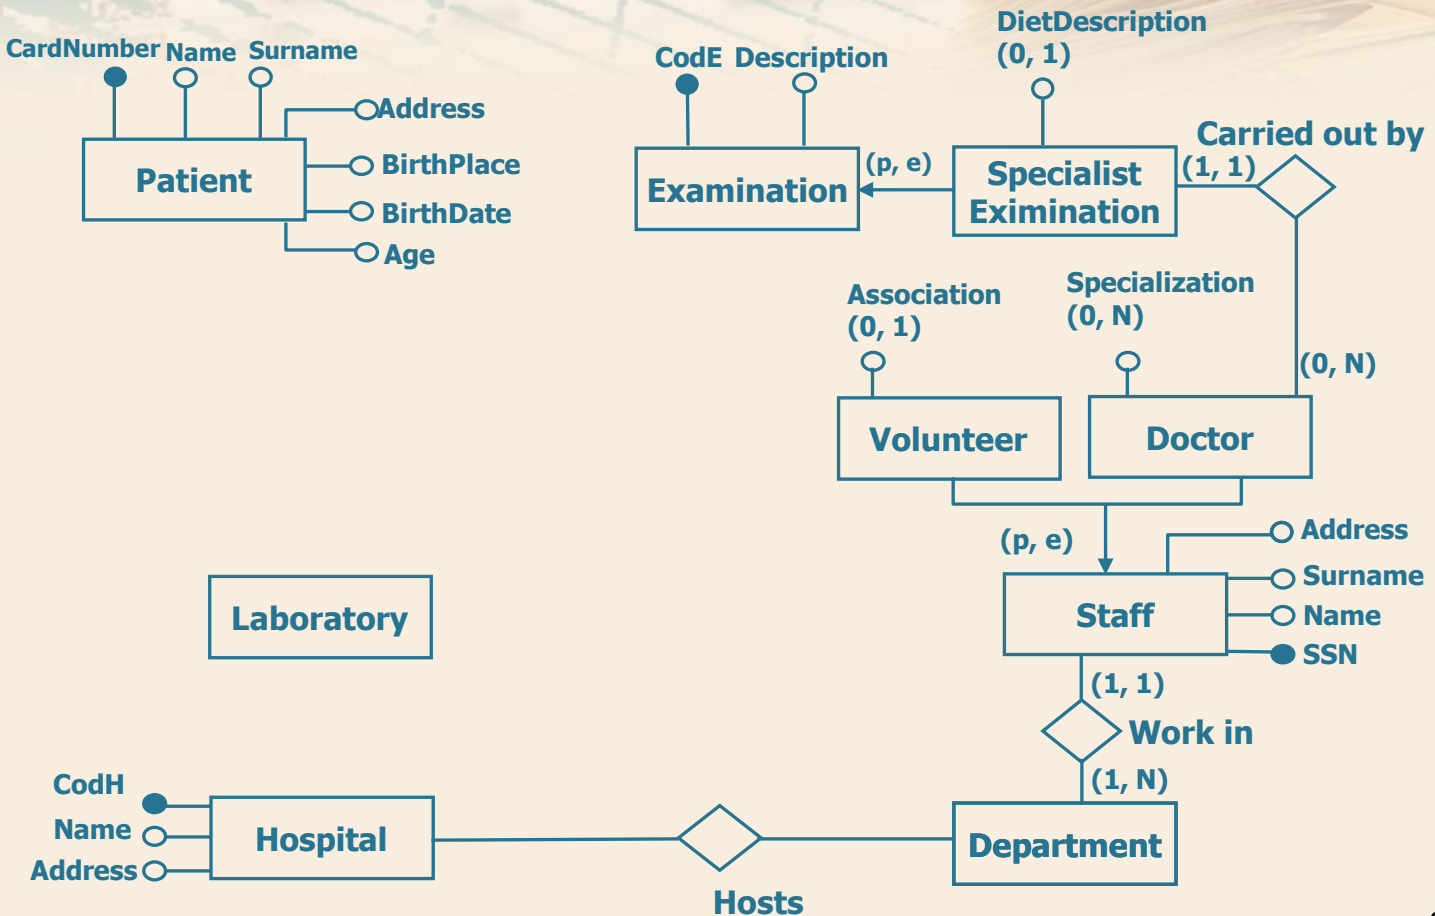 DietDescription
(0, 1)
CardNumber Name Surname
CodE Description
Address
Carried out by
Patient
BirthPlace
BirthDate
Age
Examination
(p, e)
Specialist
Eximination
(1, 1)
Association
(0, 1)
Specialization
(0, N)
(0, N)
Volunteer
Doctor
(p, e)
Address
Surname
Name
SSN
Laboratory
Staff
(1, 1)
Work in
(1, N)
CodH
Name
Address
Hospital
Department
Hosts